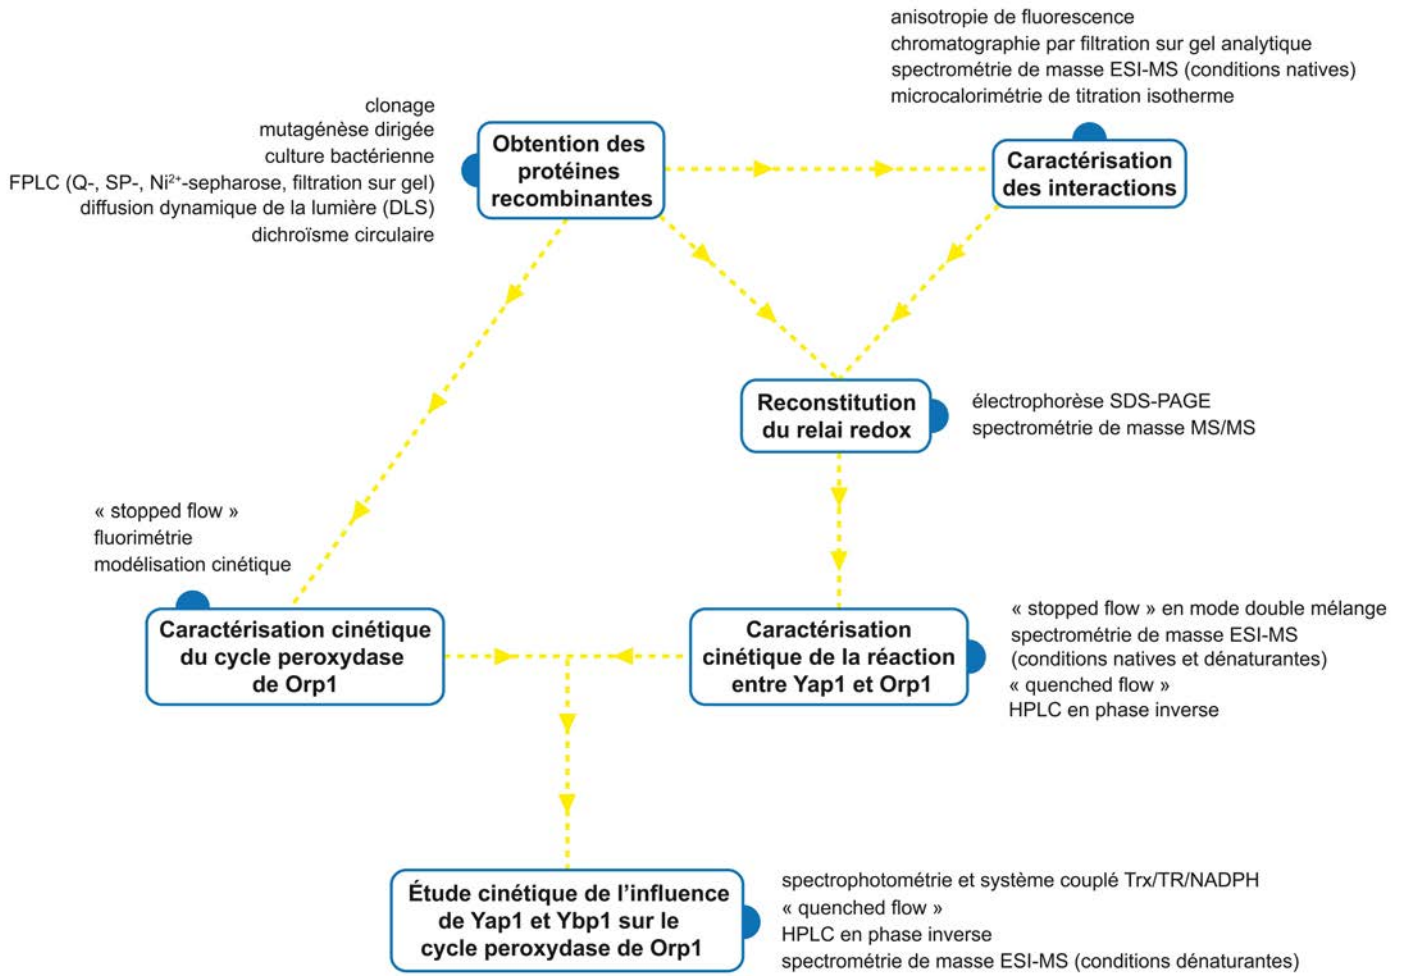 anisotropie de fluorescence
chromatographie par filtration sur gel analytique
spectrométrie de masse ESI-MS (conditions natives)
microcalorimétrie de titration isotherme
clonage
mutagénèse dirigée
culture bactérienne
FPLC (Q-, SP-, Ni²⁺-sepharose, filtration sur gel)
diffusion dynamique de la lumière (DLS)
dichroïsme circulaire
Obtention des
protéines
recombinantes
Caractérisation
des interactions
Reconstitution
du relai redox
électrophorèse SDS-PAGE
spectrométrie de masse MS/MS
« stopped flow »
fluorimétrie
modélisation cinétique
Caractérisation cinétique
du cycle peroxydase
de Orp1
Caractérisation
cinétique de la réaction
entre Yap1 et Orp1
« stopped flow » en mode double mélange
spectrométrie de masse ESI-MS
(conditions natives et dénaturantes)
« quenched flow »
HPLC en phase inverse
Étude cinétique de l’influence
de Yap1 et Ybp1 sur le
cycle peroxydase de Orp1
spectrophotométrie et système couplé Trx/TR/NADPH
« quenched flow »
HPLC en phase inverse
spectrométrie de masse ESI-MS (conditions dénaturantes)